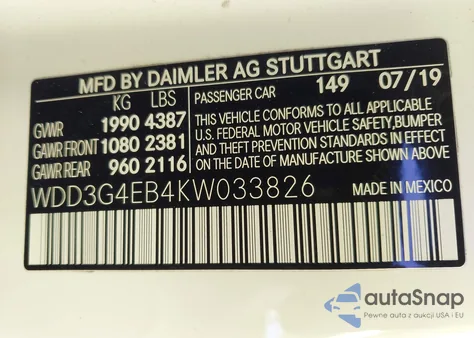 MFD BY DAIMLER AG STUTTGART
KG LBS
GVWR 1990 4387
GAWR FRONT 1080 2381
GAWR REAR 960 2116
PASSENGER CAR 149 07/19
THIS VEHICLE CONFORMS TO ALL APPLICABLE
U.S. FEDERAL MOTOR VEHICLE SAFETY,BUMPER
AND THEFT PREVENTION STANDARDS IN EFFECT
ON THE DATE OF MANUFACTURE SHOWN ABOVE.
WDD3G4EB4KW033826 MADE IN MEXICO
autoSnap
Pewne auta z aukcji USA i EU